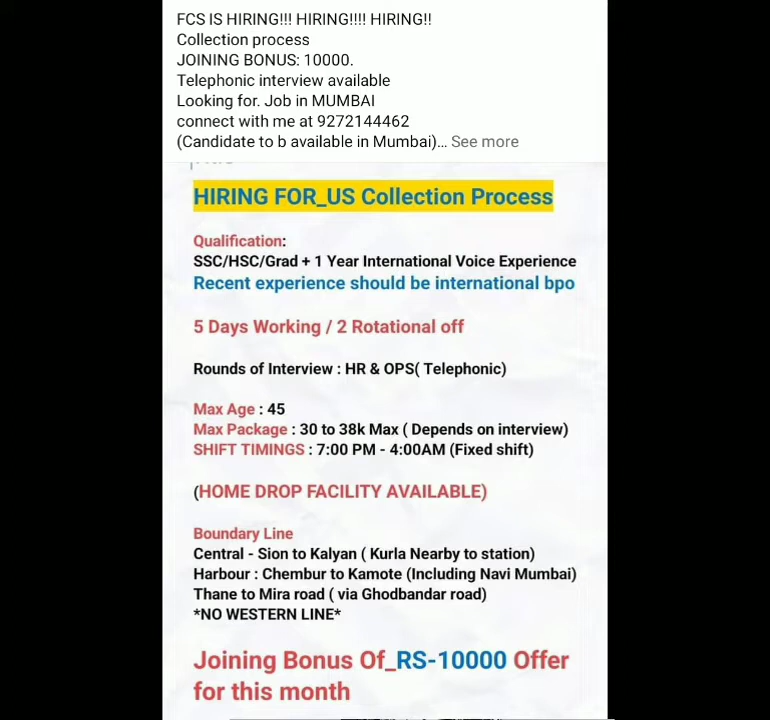 FCS IS HIRING!!! HIRING!!!! HIRING!!
Collection process
JOINING BONUS: 10000.
Telephonic interview available
Looking for. Job in MUMBAI
connect with me at 9272144462
(Candidate to b available in Mumbai)... See more
HIRING FOR_US Collection Process
Qualification:
SSC/HSC/Grad + 1 Year International Voice Experience
Recent experience should be international bpo
5 Days Working / 2 Rotational off
Rounds of Interview : HR & OPS( Telephonic)
Max Age : 45
Max Package : 30 to 38k Max ( Depends on interview)
SHIFT TIMINGS : 7:00 PM - 4:00AM (Fixed shift)
(HOME DROP FACILITY AVAILABLE)
Boundary Line
Central - Sion to Kalyan ( Kurla Nearby to station)
Harbour : Chembur to Kamote (Including Navi Mumbai)
Thane to Mira road ( via Ghodbandar road)
*NO WESTERN LINE*
Joining Bonus Of_RS-10000 Offer
for this month